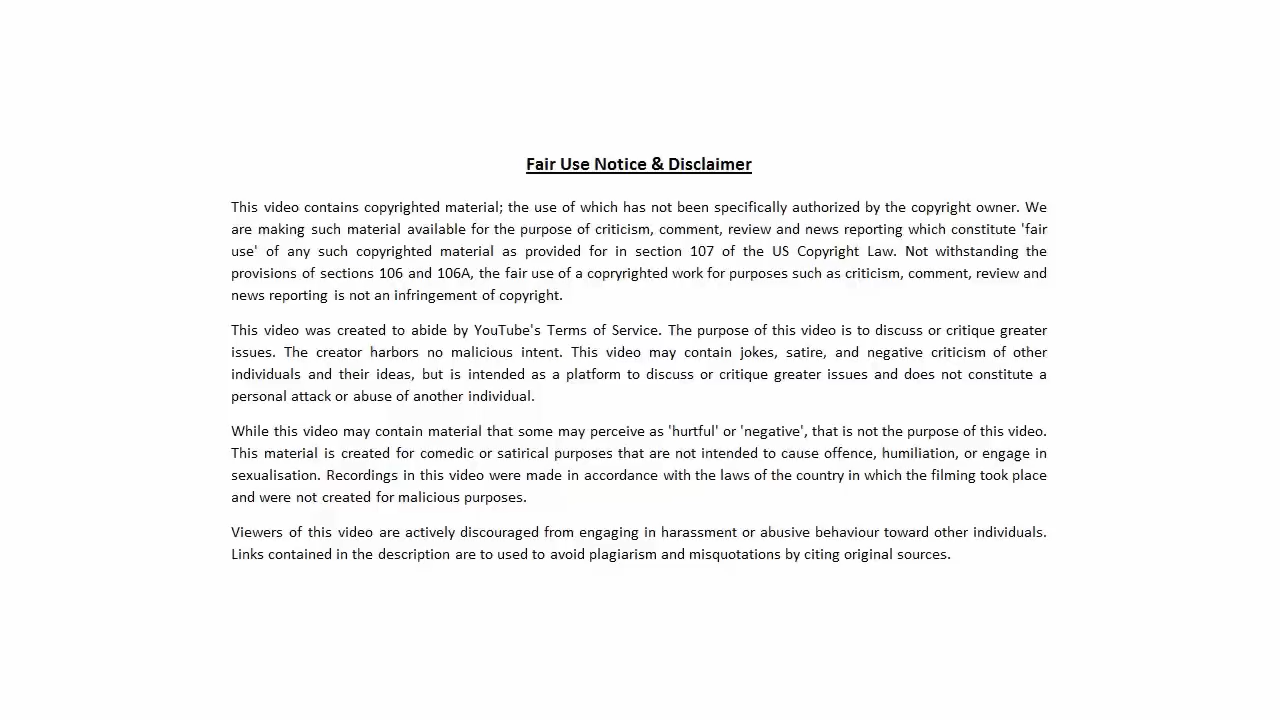 Fair Use Notice & Disclaimer
This video contains copyrighted material; the use of which has not been specifically authorized by the copyright owner. We
are making such material available for the purpose of criticism, comment, review and news reporting which constitute 'fair
use' of any such copyrighted material as provided for in section 107 of the US Copyright Law. Not withstanding the
provisions of sections 106 and 106A, the fair use of a copryrighted work for purposes such as criticism, comment, review and
news reporting is not an infringement of copyright.
This video was created to abide by YouTube's Terms of Service. The purpose of this video is to discuss or critique greater
issues. The creator harbors no malicious intent. This video may contain jokes, satire, and negative criticism of other
individuals and their ideas, but is intended as a platform to discuss or critique greater issues and does not constitute a
personal attack or abuse of another individual.
While this video may contain material that some may perceive as 'hurtful' or 'negative', that is not the purpose of this video.
This material is created for comedic or satirical purposes that are not intended to cause offence, humiliation, or engage in
sexualisation. Recordings in this video were made in accordance with the laws of the country in which the filming took place
and were not created for malicious purposes.
Viewers of this video are actively discouraged from engaging in harassment or abusive behaviour toward other individuals.
Links contained in the description are to used to avoid plagiarism and misquotations by citing original sources.